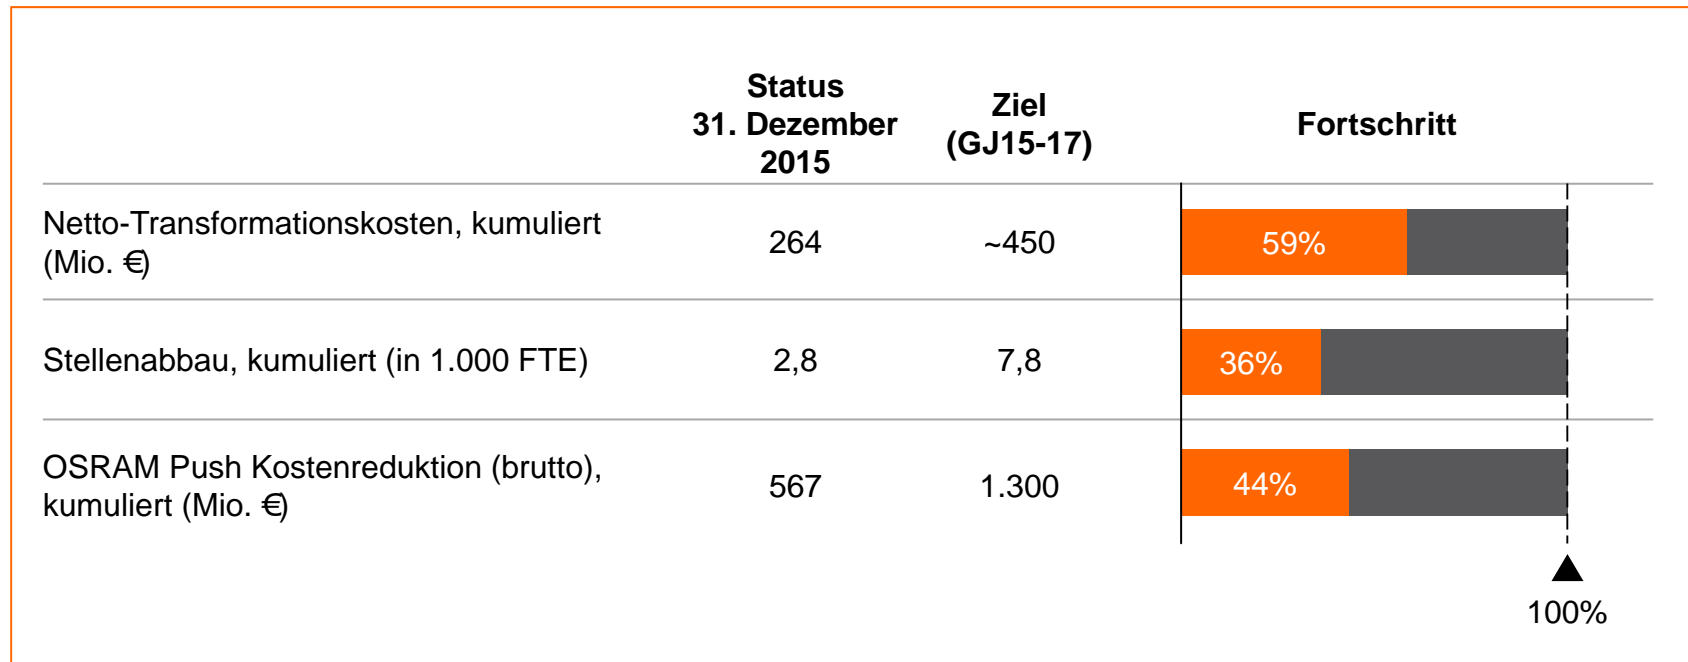 Status
31. Dezember
2015
Ziel
(GJ15-17)
Fortschritt
Netto-Transformationskosten, kumuliert
(Mio. €)
264
~450
59%
Stellenabbau, kumuliert (in 1.000 FTE)
2,8
7,8
36%
OSRAM Push Kostenreduktion (brutto),
kumuliert (Mio. €)
567
1.300
44%
100%